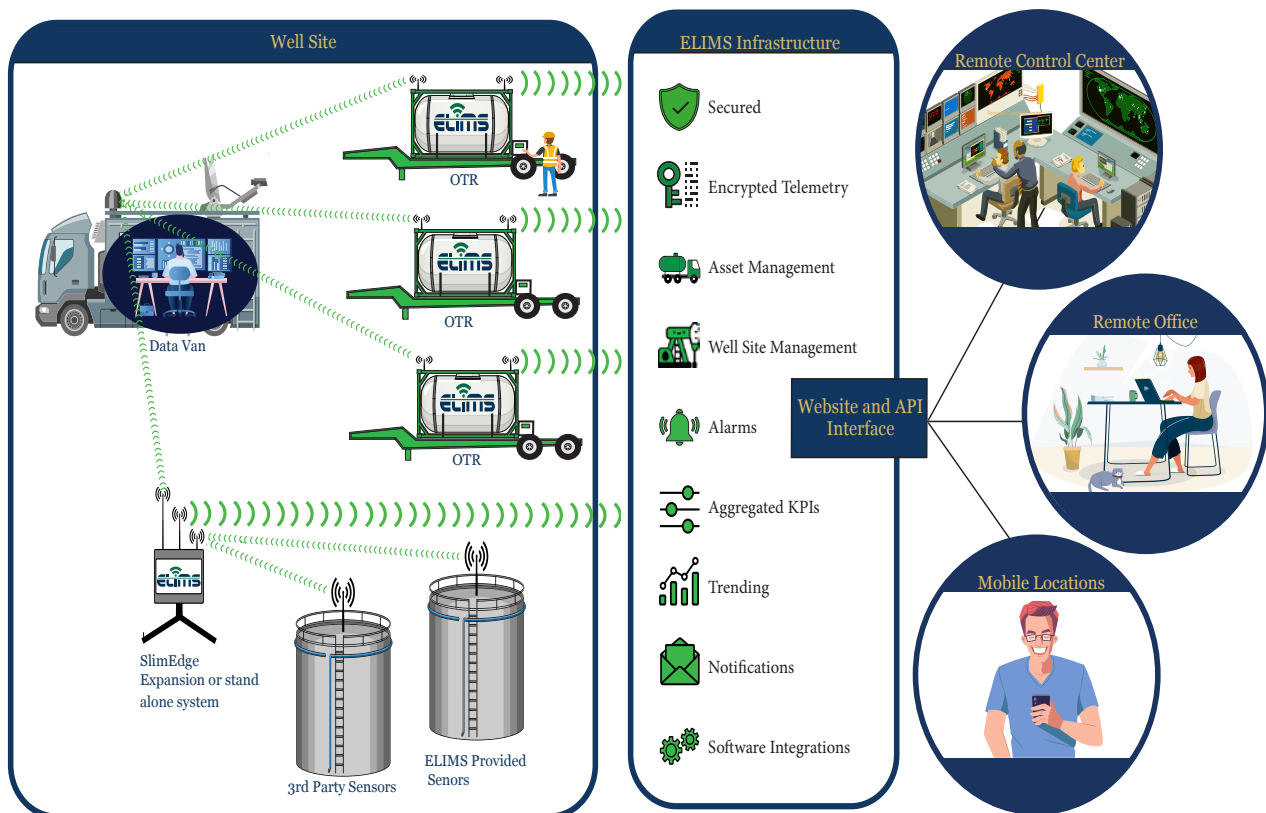 Well Site
ELIMS
OTR
ELIMS
OTR
ELIMS
OTR
Data Van
ELIMS
SlimEdge
Expansion or stand
alone system
3rd Party Sensors
ELIMS Provided
Senors
ELIMS Infrastructure
Secured
Encrypted Telemetry
Asset Management
Well Site Management
Alarms
Aggregated KPIs
Trending
Notifications
Software Integrations
Website and API
Interface
Remote Control Center
Remote Office
Mobile Locations